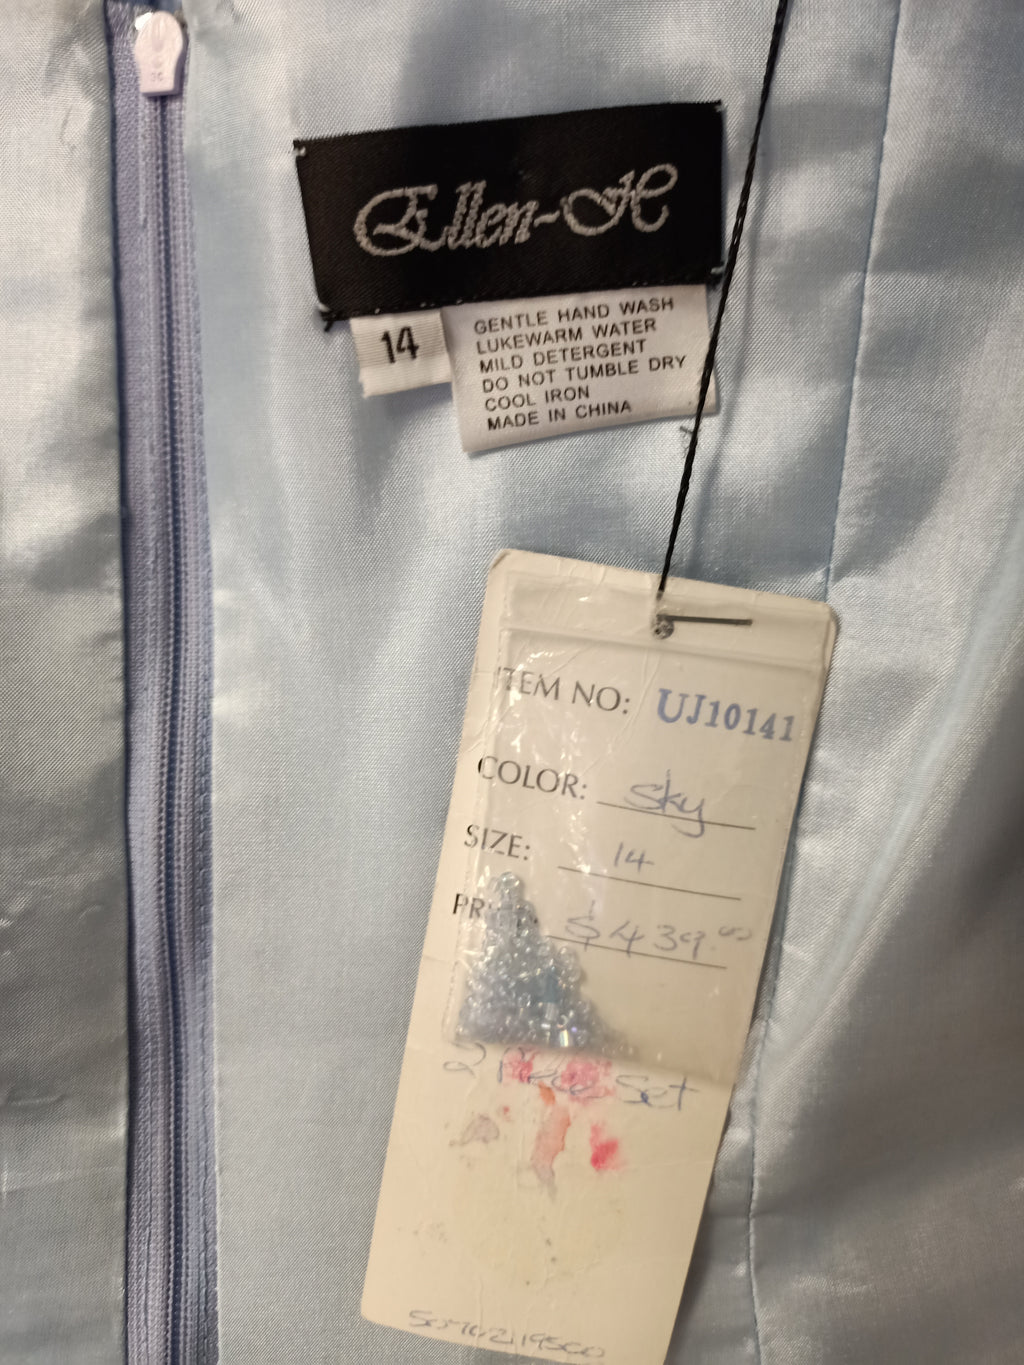 Ellen-H
14
GENTLE HAND WASH
LUKEWARM WATER
MILD DETERGENT
DO NOT TUMBLE DRY
COOL IRON
MADE IN CHINA
ITEM NO: UJ10141
COLOR: Sky
SIZE: 14
$439.00
2 Piece Set